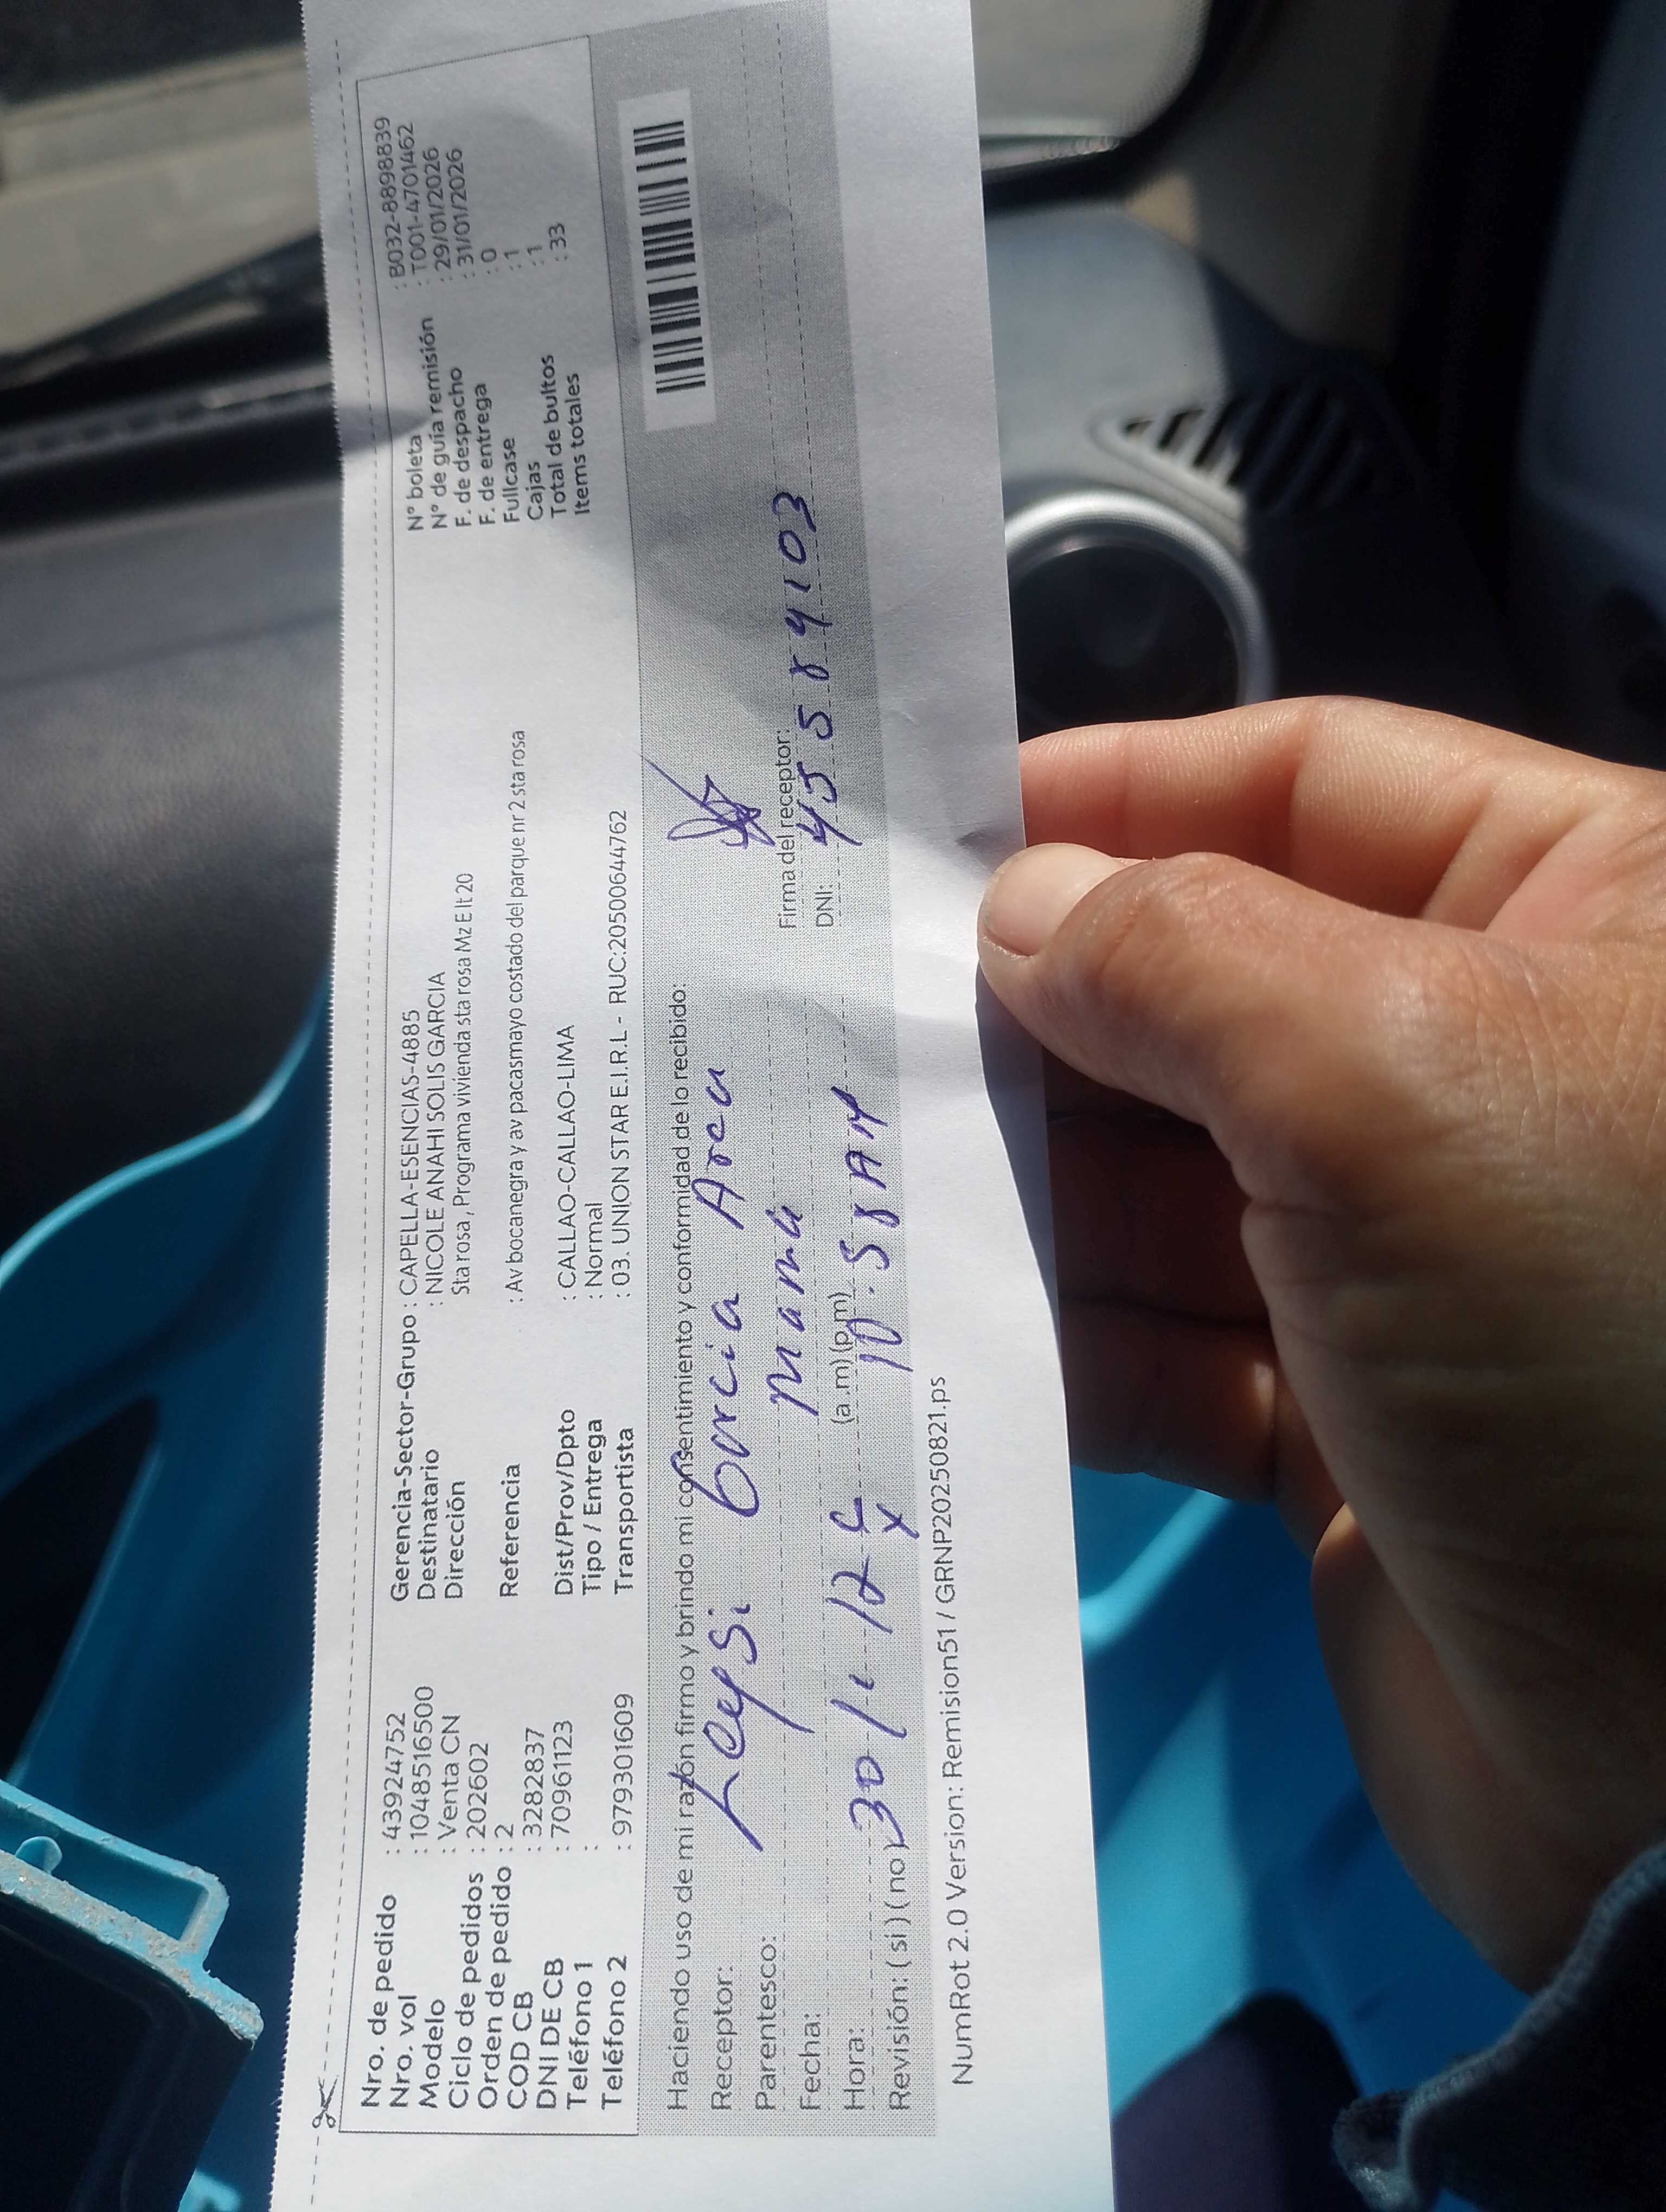 Nro. de pedido : 43924752
Nro. vol : 1048516500
Modelo : Venta CN
Ciclo de pedidos : 202602
Orden de pedido : 2
COD CB : 3282837
DNI DE CB : 70961123
Teléfono 1 :
Teléfono 2 : 979301609
Gerencia-Sector-Grupo : CAPELLA-ESENCIAS-4885
Destinatario : NICOLE ANAHI SOLIS GARCIA
Dirección Sta rosa , Programa vivienda sta rosa Mz E lt 20
Referencia : Av bocanegra y av pacasmayo costado del parque nr 2 sta rosa
Dist/Prov/Dpto : CALLAO-CALLAO-LIMA
Tipo / Entrega : Normal
Transportista : 03. UNION STAR E.I.R.L - RUC:20500644762
N° boleta : B032-8898839
N° de guía remisión : T001-4701462
F. de despacho : 29/01/2026
F. de entrega : 31/01/2026
Fullcase : 0
Cajas : 1
Total de bultos : 1
Items totales : 33
Haciendo uso de mi razón firmo y brindo mi consentimiento y conformidad de lo recibido:
Receptor: Leysi Garcia
Parentesco: mamá
Fecha: 30/1/
Hora: (a.m) (p.m) 10.58 AM
Revisión: ( si ) ( no ) x
Firma del receptor:
DNI: 45589103
NumRot 2.0 Version: Remision51 / GRNP20250821.ps